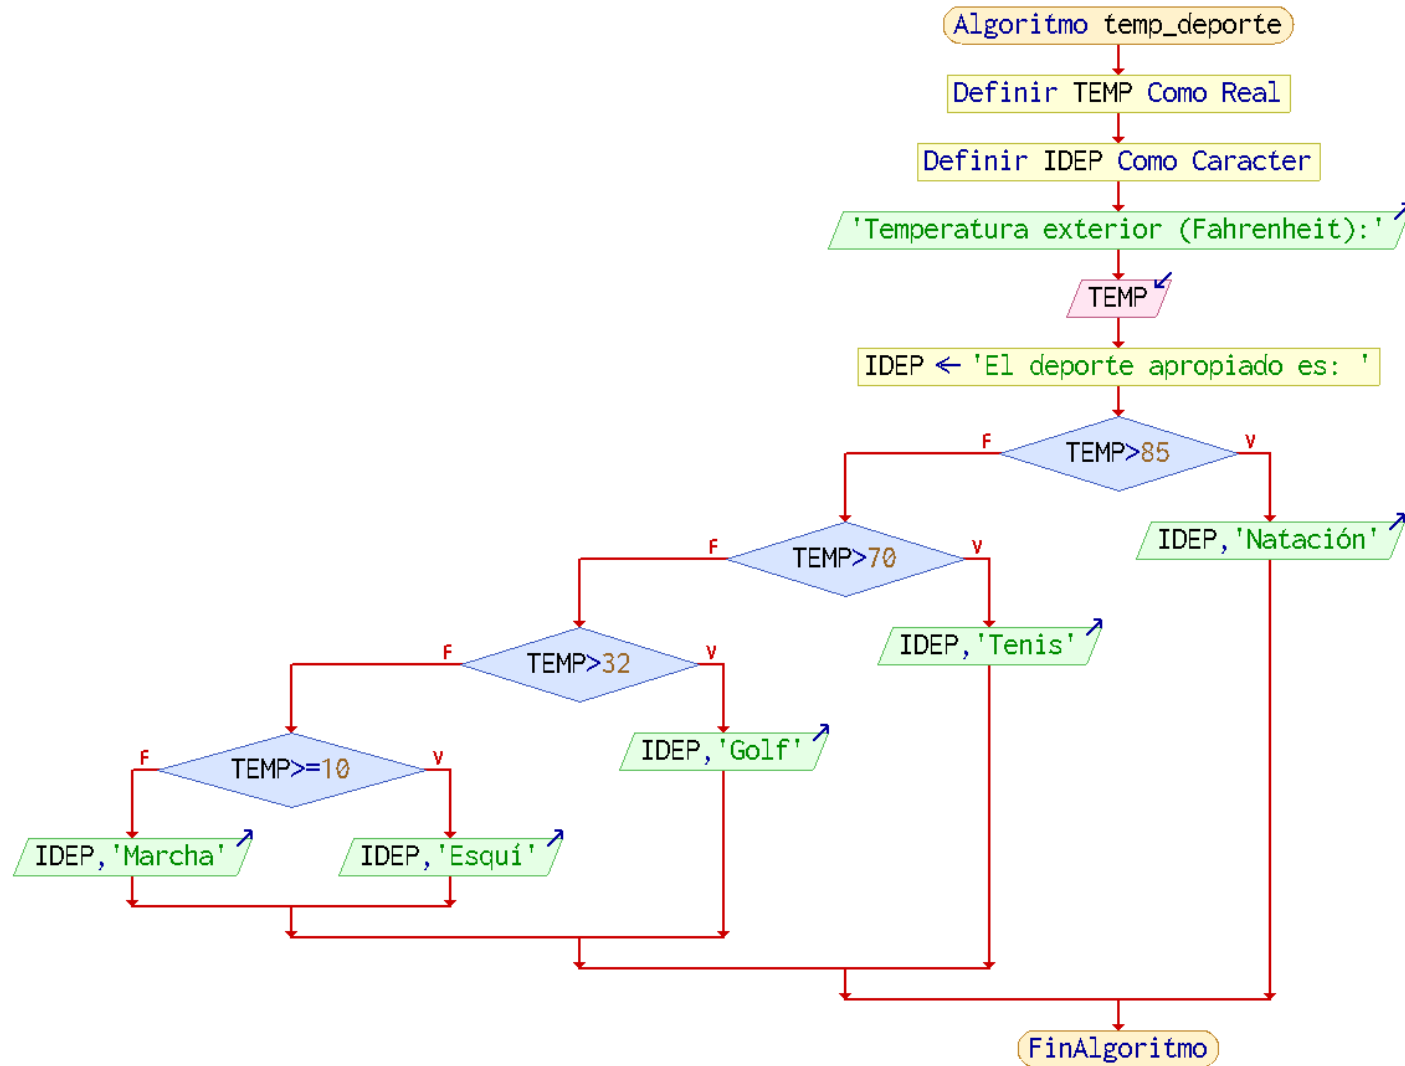 Algoritmo temp_deporte
Definir TEMP Como Real
Definir IDEP Como Caracter
'Temperatura exterior (Fahrenheit):'
TEMP
IDEP ← 'El deporte apropiado es: '
F
TEMP>85
V
IDEP,'Natación'
F
TEMP>70
V
IDEP,'Tenis'
F
TEMP>32
V
IDEP,'Golf'
F
TEMP>=10
V
IDEP,'Marcha'
IDEP,'Esquí'
FinAlgoritmo